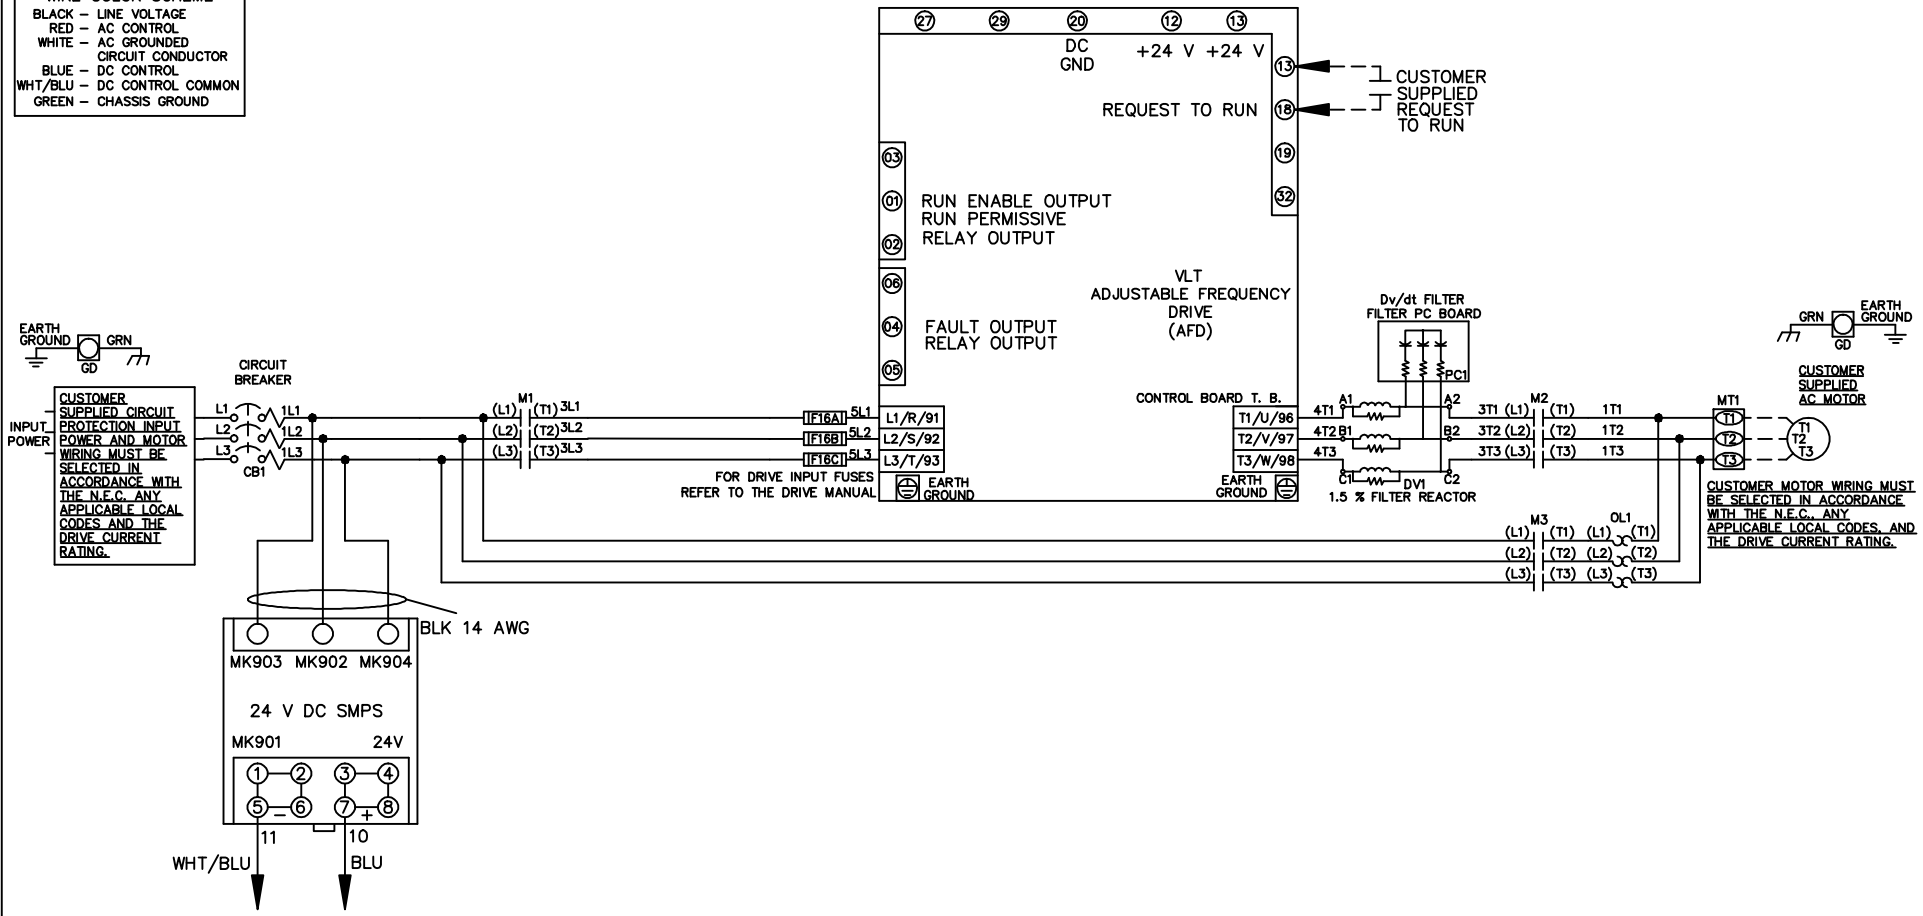 BLACK – LINE VOLTAGE
RED – AC CONTROL
WHITE – AC GROUNDED
CIRCUIT CONDUCTOR
BLUE – DC CONTROL
WHT/BLU – DC CONTROL COMMON
GREEN – CHASSIS GROUND
27 29 20 12 13
DC
GND
+24 V +24 V
13
18
19
32
REQUEST TO RUN
CUSTOMER
SUPPLIED
REQUEST
TO RUN
03
01
02
RUN ENABLE OUTPUT
RUN PERMISSIVE
RELAY OUTPUT
06
04
05
FAULT OUTPUT
RELAY OUTPUT
VLT
ADJUSTABLE FREQUENCY
DRIVE
(AFD)
Dv/dt FILTER
FILTER PC BOARD
PC1
EARTH
GROUND
GRN
GD
GRN
GD
EARTH
GROUND
CUSTOMER
SUPPLIED
AC MOTOR
INPUT
POWER
CUSTOMER
SUPPLIED CIRCUIT
PROTECTION INPUT
POWER AND MOTOR
WIRING MUST BE
SELECTED IN
ACCORDANCE WITH
THE N.E.C. ANY
APPLICABLE LOCAL
CODES AND THE
DRIVE CURRENT
RATING.
CIRCUIT
BREAKER
L1 1L1
L2 1L2
L3 1L3
CB1
M1
(L1) (T1) 3L1
(L2) (T2) 3L2
(L3) (T3) 3L3
F16A 5L1
F16B 5L2
F16C 5L3
FOR DRIVE INPUT FUSES
REFER TO THE DRIVE MANUAL
L1/R/91
L2/S/92
L3/T/93
EARTH
GROUND
CONTROL BOARD T. B.
T1/U/96
T2/V/97
T3/W/98
EARTH
GROUND
4T1 A1 A2
4T2 B1 B2
4T3 C1 C2
DV1
1.5 % FILTER REACTOR
M2
3T1 (L1) (T1) 1T1
3T2 (L2) (T2) 1T2
3T3 (L3) (T3) 1T3
MT1
T1
T2
T3
T1
T2
T3
CUSTOMER MOTOR WIRING MUST
BE SELECTED IN ACCORDANCE
WITH THE N.E.C., ANY
APPLICABLE LOCAL CODES, AND
THE DRIVE CURRENT RATING.
M3 OL1
(L1) (T1) (L1) (T1)
(L2) (T2) (L2) (T2)
(L3) (T3) (L3) (T3)
BLK 14 AWG
MK903 MK902 MK904
24 V DC SMPS
MK901 24V
1 2 3 4
5 6 7 8
– +
11 10
WHT/BLU BLU